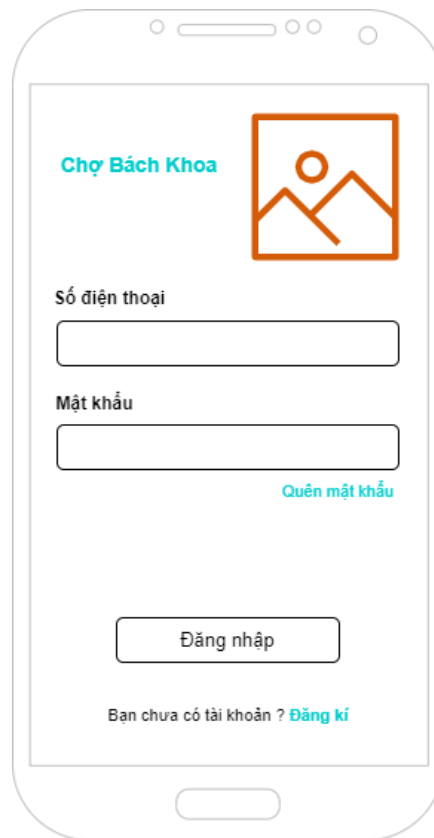 Chợ Bách Khoa
Số điện thoại
Mật khẩu
Quên mật khẩu
Đăng nhập
Bạn chưa có tài khoản ? Đăng kí